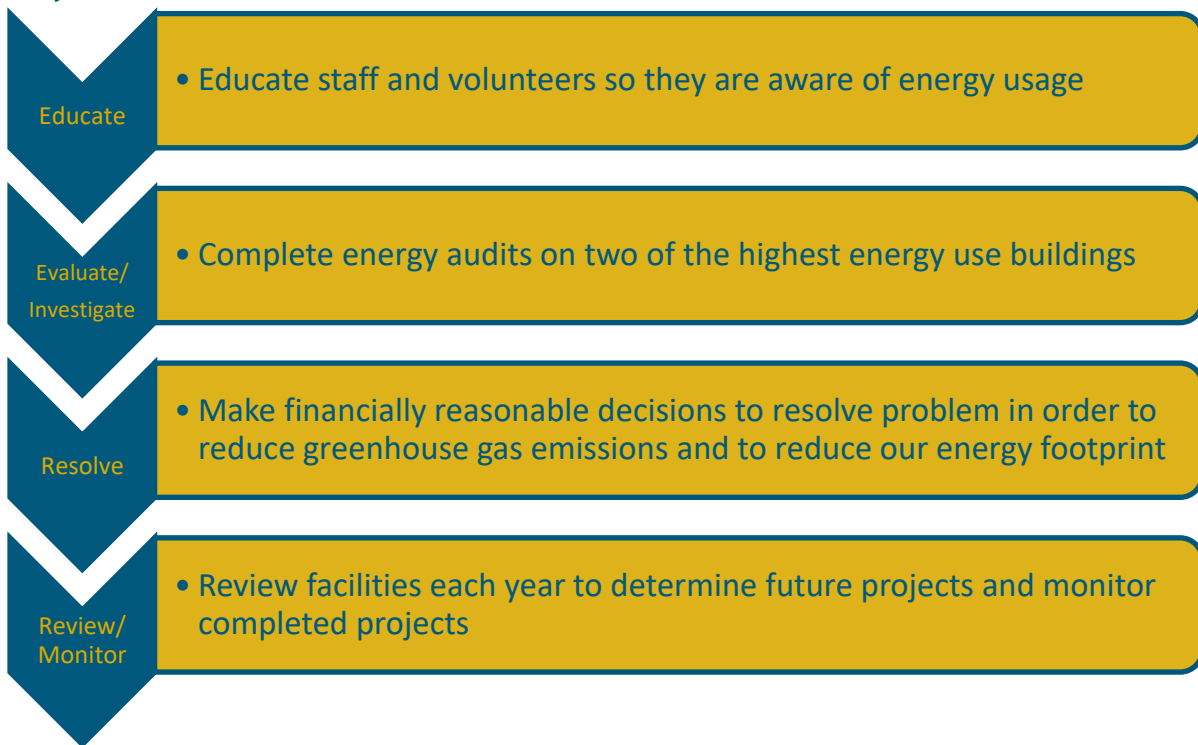 Educate
• Educate staff and volunteers so they are aware of energy usage
Evaluate/
Investigate
• Complete energy audits on two of the highest energy use buildings
Resolve
• Make financially reasonable decisions to resolve problem in order to
reduce greenhouse gas emissions and to reduce our energy footprint
Review/
Monitor
• Review facilities each year to determine future projects and monitor
completed projects